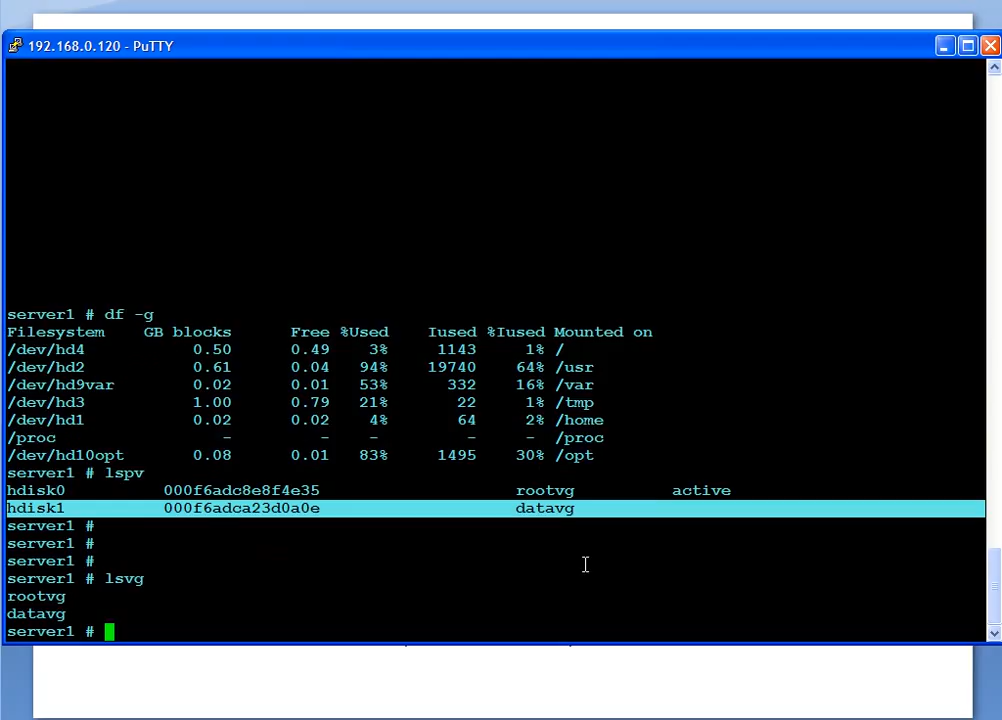 192.168.0.120 - PuTTY
server1 # df -g
Filesystem    GB blocks      Free %Used    Iused %Iused Mounted on
/dev/hd4           0.50      0.49    3%     1143     1% /
/dev/hd2           0.61      0.04   94%    19740    64% /usr
/dev/hd9var        0.02      0.01   53%      332    16% /var
/dev/hd3           1.00      0.79   21%       22     1% /tmp
/dev/hd1           0.02      0.02    4%       64     2% /home
/proc                 -         -    -         -     -  /proc
/dev/hd10opt       0.08      0.01   83%     1495    30% /opt
server1 # lspv
hdisk0          000f6adc8e8f4e35                    rootvg          active
hdisk1          000f6adca23d0a0e                    datavg
server1 #
server1 #
server1 #
server1 # lsvg
rootvg
datavg
server1 #